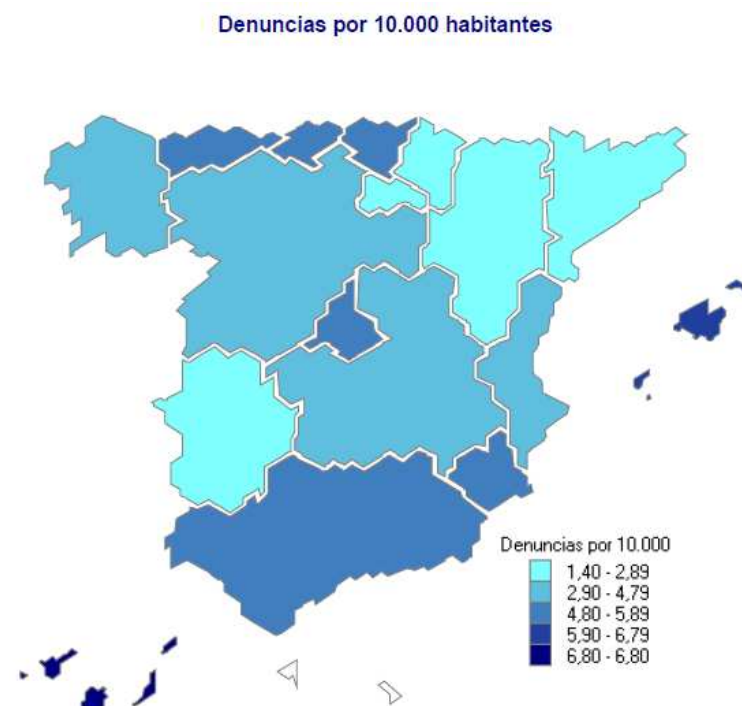 Denuncias por 10.000 habitantes
Denuncias por 10.000
1,40 - 2,89
2,90 - 4,79
4,80 - 5,89
5,90 - 6,79
6,80 - 6,80